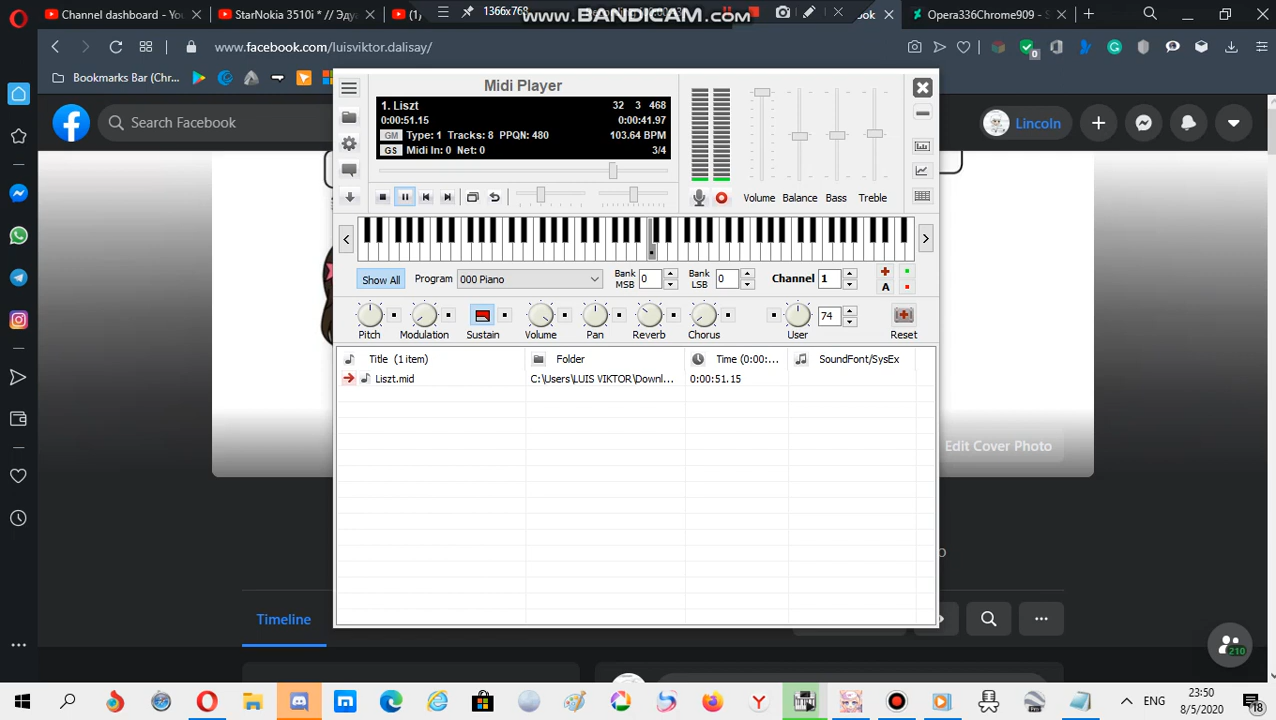 Channel dashboard - Yo
StarNokia 3510i * // Эдуа
(1)
1366x768
www.BANDICAM.com
ook
Opera336Chrome909 - S
www.facebook.com/luisviktor.dalisay/
0
Bookmarks Bar (Chr...
Search Facebook
Lincoln
Midi Player
1. Liszt 32 3 468
0:00:51.15 0:00:41.97
GM Type: 1 Tracks: 8 PPQN: 480 103.64 BPM
GS Midi In: 0 Net: 0 3/4
Volume Balance Bass Treble
Show All Program 000 Piano Bank MSB 0 Bank LSB 0 Channel 1 A
74
Pitch Modulation Sustain Volume Pan Reverb Chorus User Reset
Title (1 item) Folder Time (0:00:... SoundFont/SysEx
Liszt.mid C:\Users\LUIS VIKTOR\Downl... 0:00:51.15
Edit Cover Photo
Timeline
210
ENG
23:50
8/5/2020
18